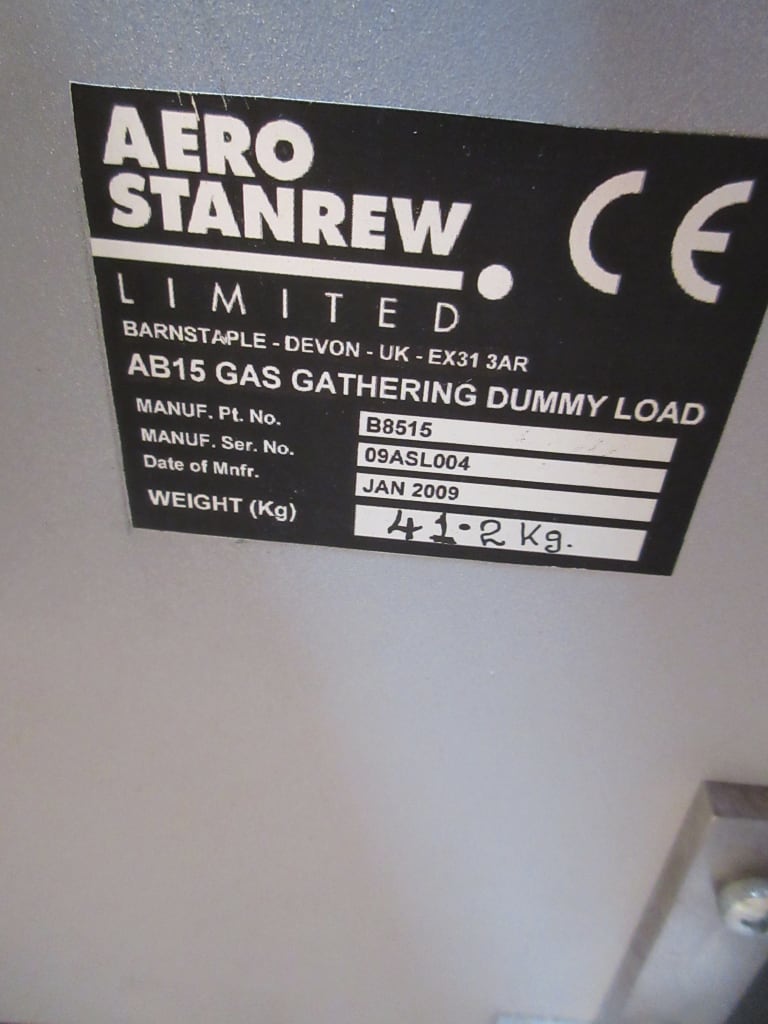 AERO
STANREW
LIMITED
CE
BARNSTAPLE - DEVON - UK - EX31 3AR
AB15 GAS GATHERING DUMMY LOAD
MANUF. Pt. No. B8515
MANUF. Ser. No. 09ASL004
Date of Mnfr. JAN 2009
WEIGHT (Kg) 41.2 Kg.